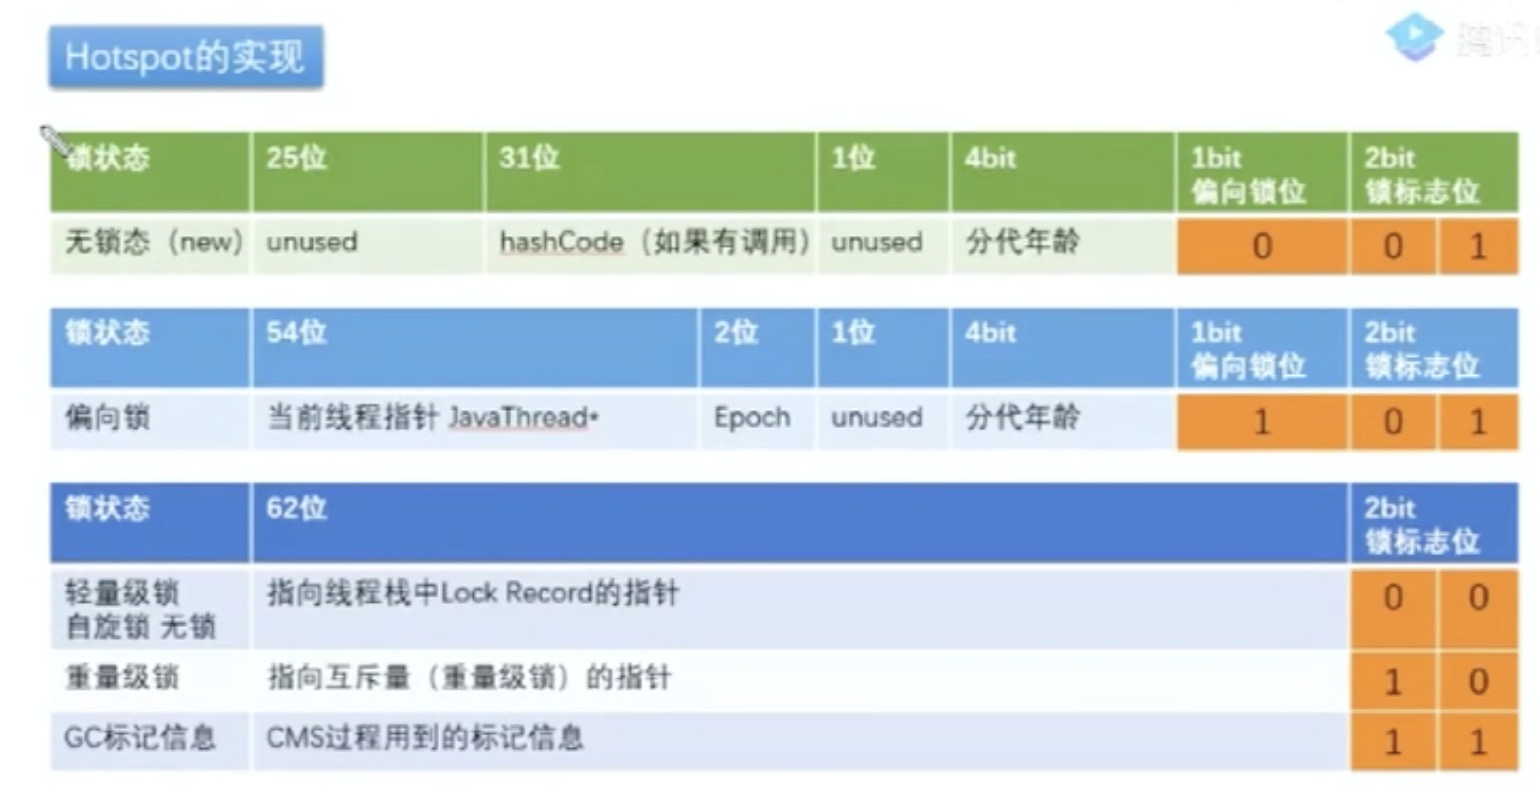 Hotspot的实现
腾讯
锁状态 25位 31位 1位 4bit 1bit 2bit
偏向锁位 锁标志位
无锁态（new） unused hashCode（如果有调用） unused 分代年龄 0 0 1
锁状态 54位 2位 1位 4bit 1bit 2bit
偏向锁位 锁标志位
偏向锁 当前线程指针 JavaThread* Epoch unused 分代年龄 1 0 1
锁状态 62位 2bit
锁标志位
轻量级锁 指向线程栈中Lock Record的指针 0 0
自旋锁 无锁
重量级锁 指向互斥量（重量级锁）的指针 1 0
GC标记信息 CMS过程用到的标记信息 1 1